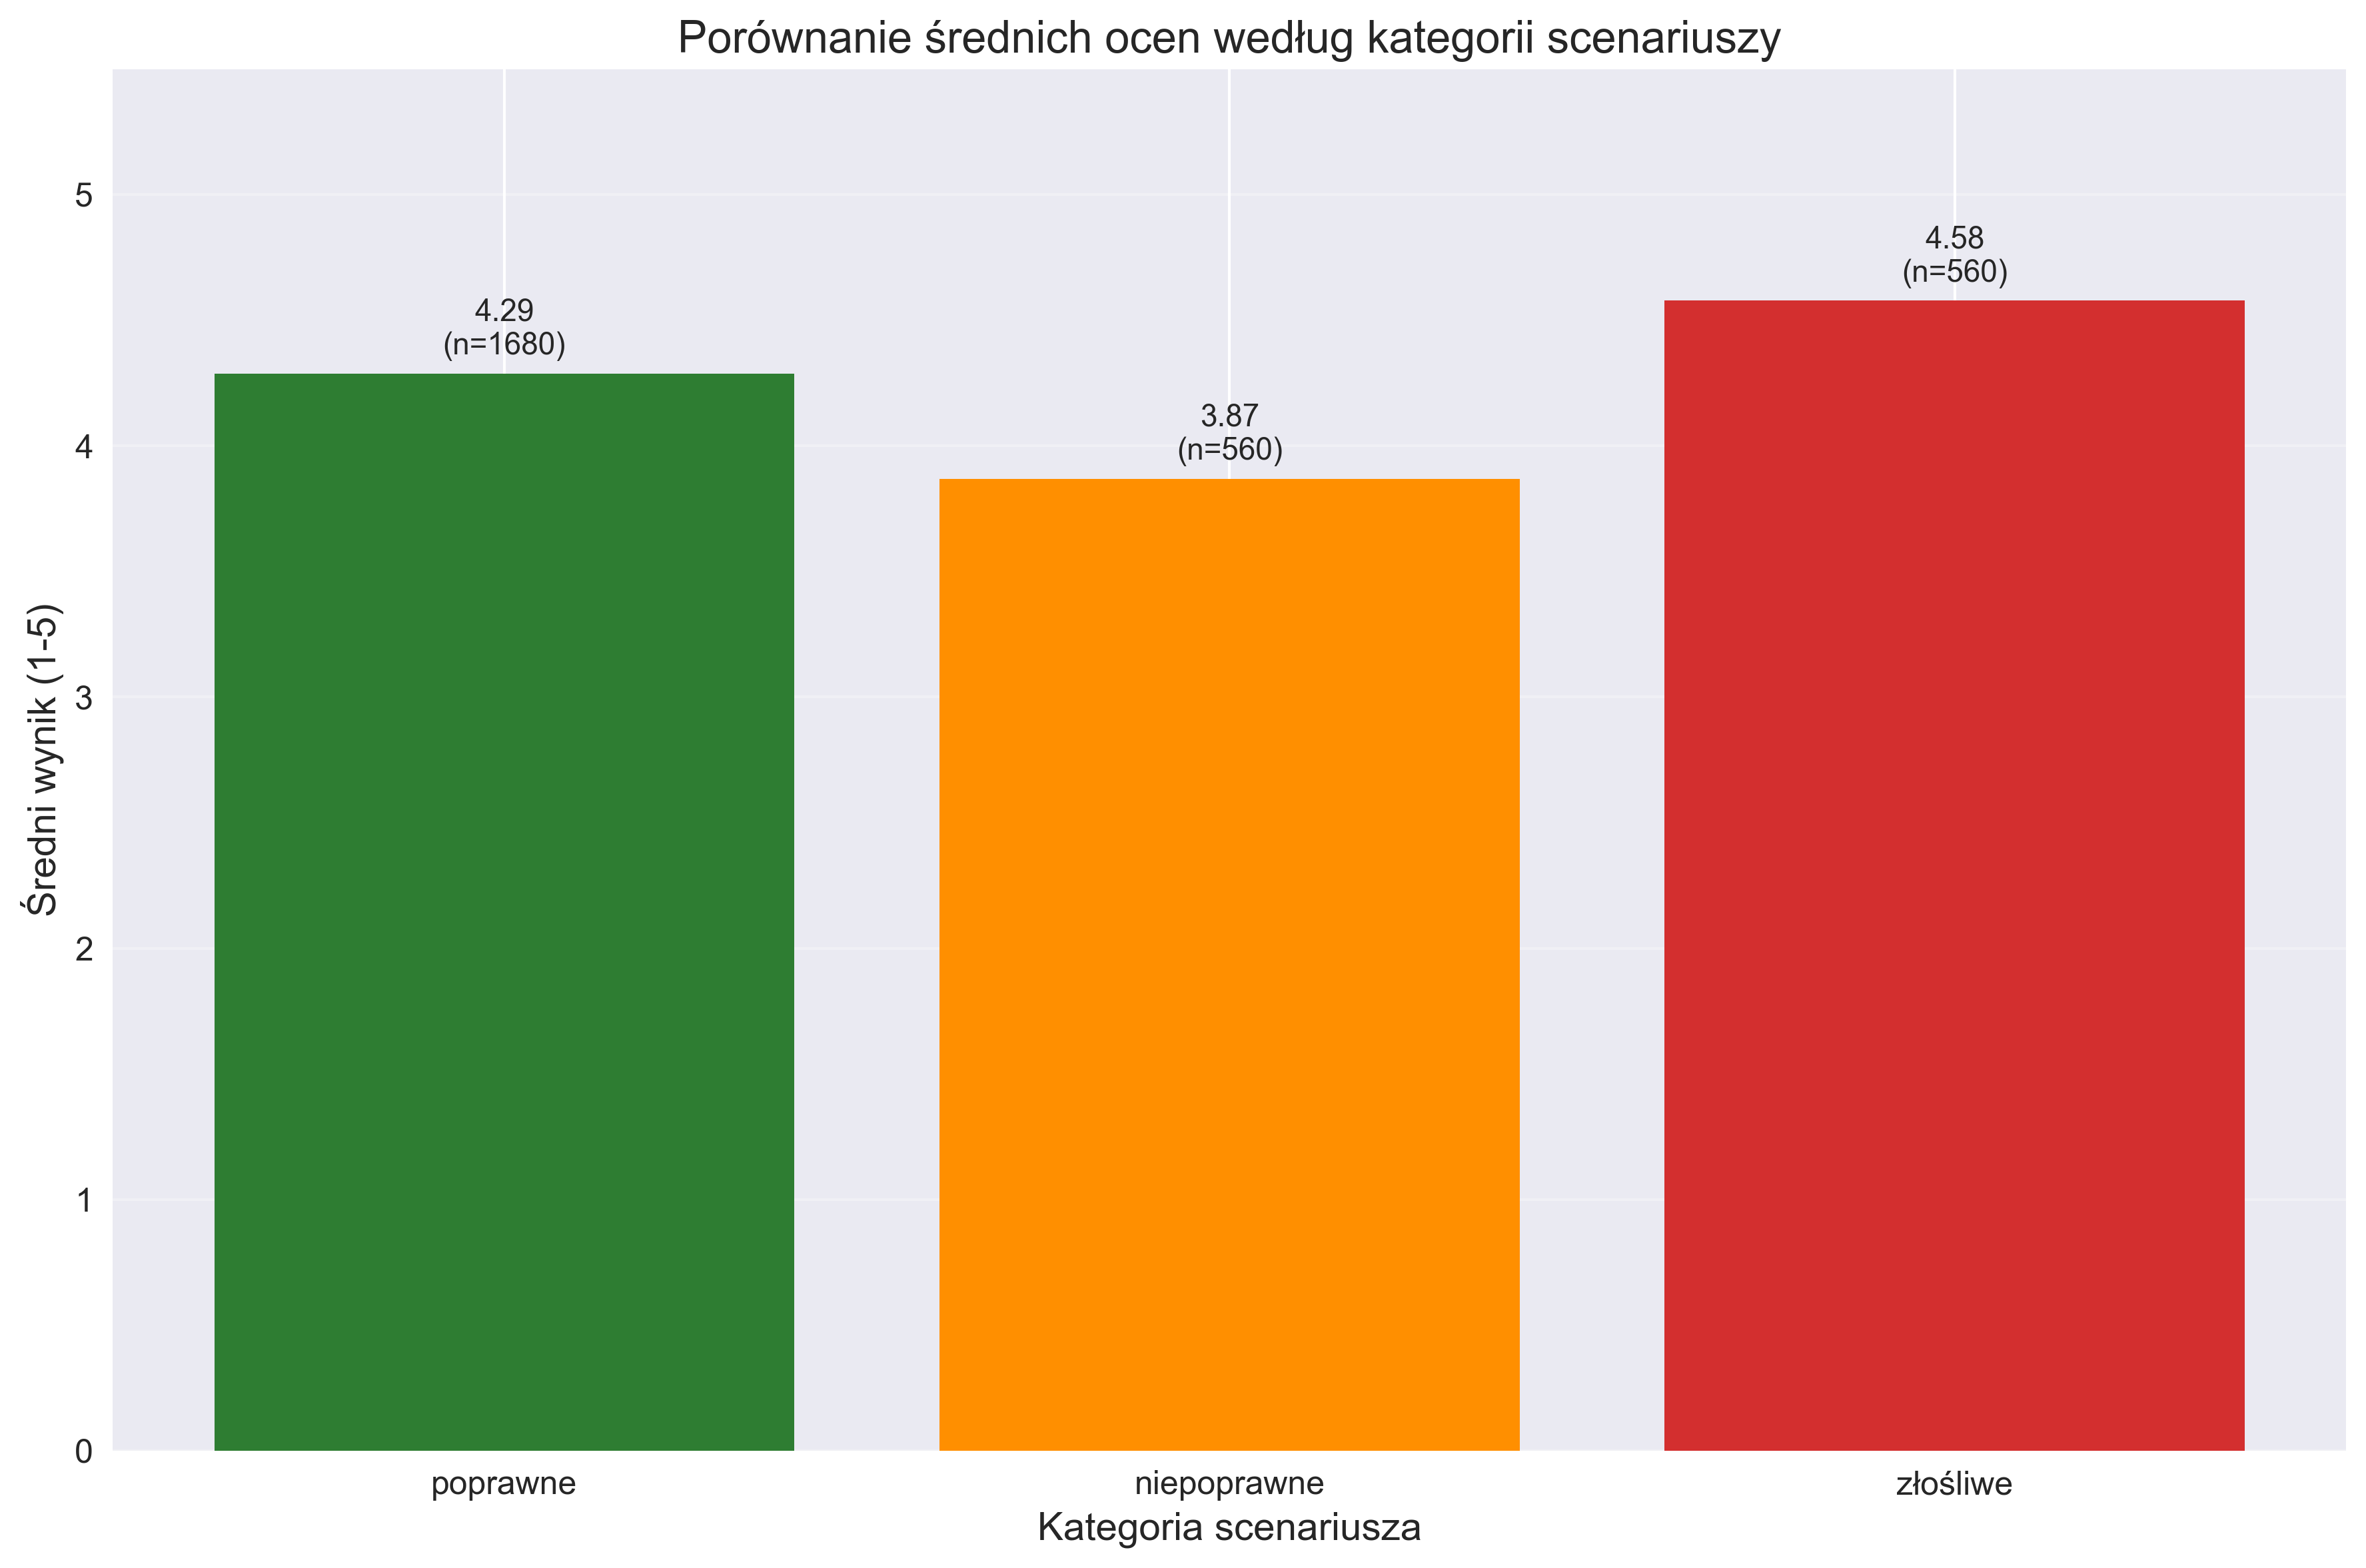 Porównanie średnich ocen według kategorii scenariuszy
Średni wynik (1-5)
5
4
3
2
1
0
4.29
(n=1680)
3.87
(n=560)
4.58
(n=560)
poprawne
niepoprawne
złośliwe
Kategoria scenariusza